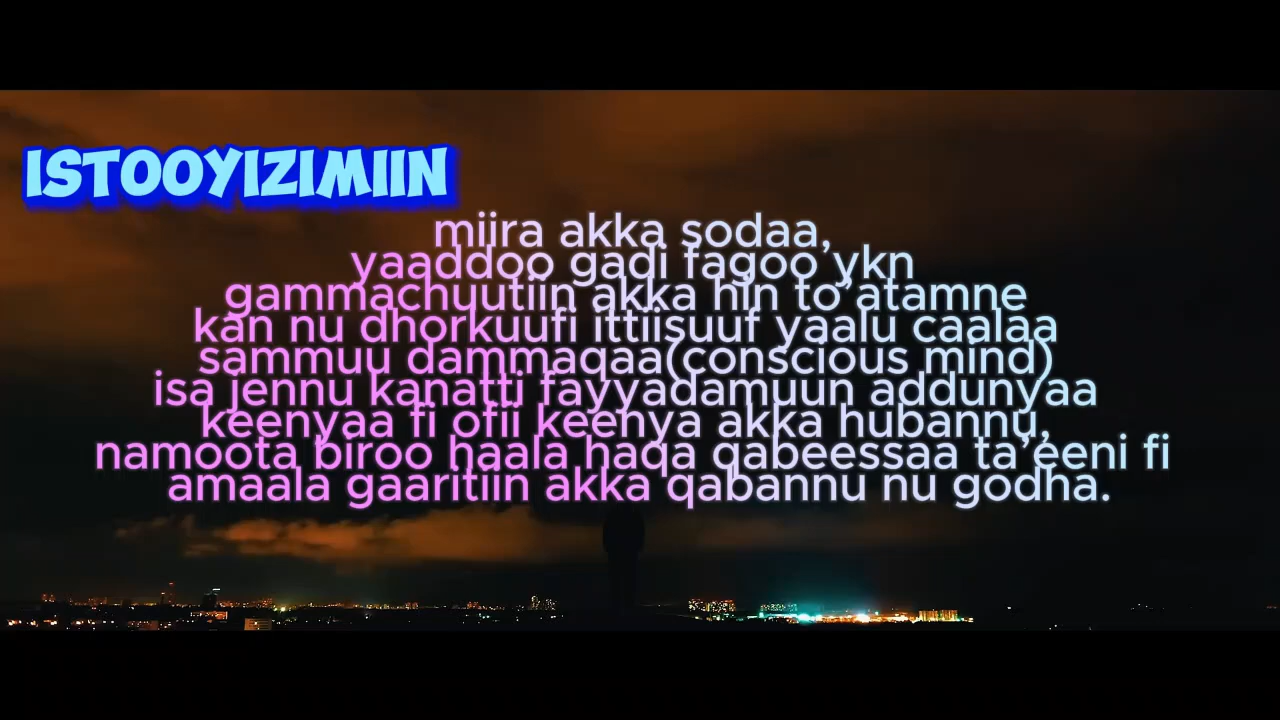 ISTOOYIZIMIIN
miira akka sodaa,
yaaddoo gadi fagoo ykn
gammachuutiin akka hin to'atamne
kan nu dhorkuufi ittiisuuf yaalu caalaa
sammuu dammaqaa(conscious mind)
isa jennu kanatti fayyadamuun addunyaa
keenyaa fi ofii keenya akka hubannu,
namoota biroo haala haqa qabeessaa ta'eeni fi
amaala gaaritiin akka qabannu nu godha.